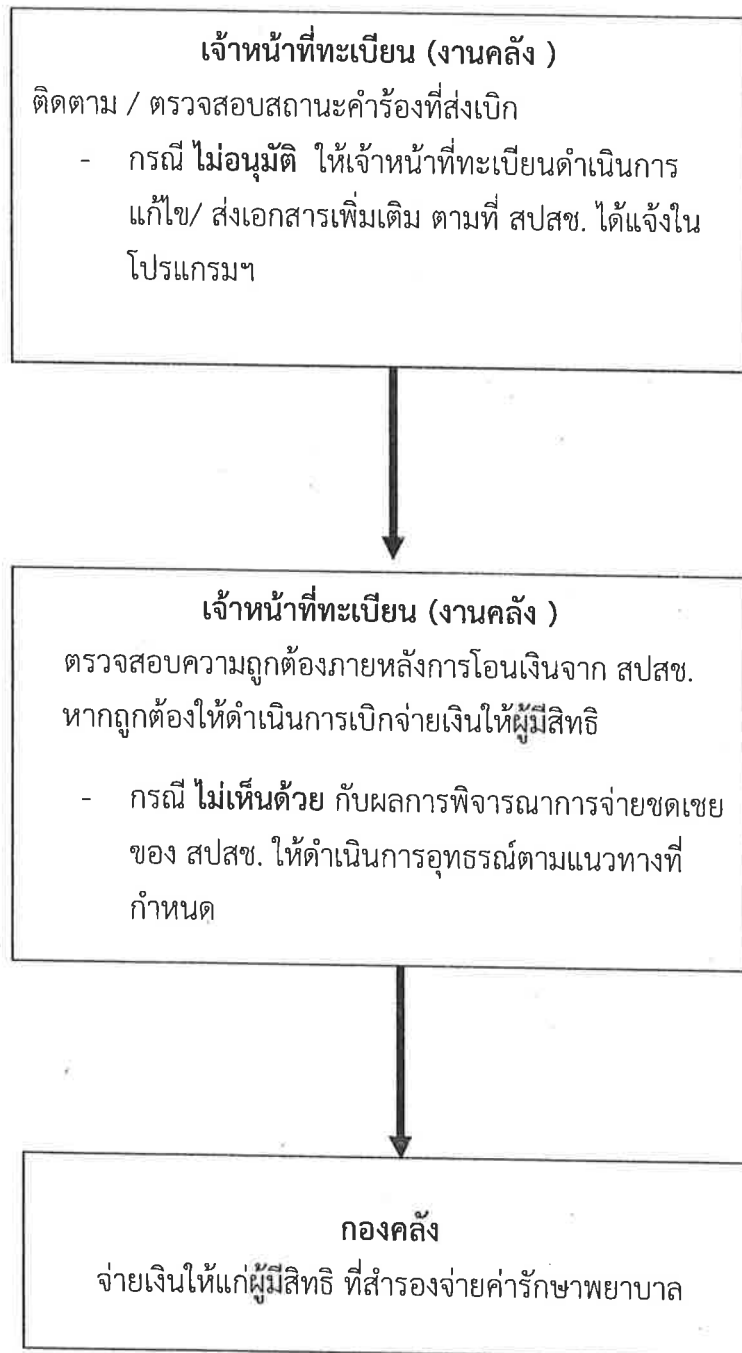 เจ้าหน้าที่ทะเบียน (งานคลัง )
ติดตาม / ตรวจสอบสถานะคำร้องที่ส่งเบิก
- กรณี ไม่อนุมัติ ให้เจ้าหน้าที่ทะเบียนดำเนินการ
แก้ไข/ ส่งเอกสารเพิ่มเติม ตามที่ สปสช. ได้แจ้งใน
โปรแกรมฯ
เจ้าหน้าที่ทะเบียน (งานคลัง )
ตรวจสอบความถูกต้องภายหลังการโอนเงินจาก สปสช.
หากถูกต้องให้ดำเนินการเบิกจ่ายเงินให้ผู้มีสิทธิ
- กรณี ไม่เห็นด้วย กับผลการพิจารณาการจ่ายชดเชย
ของ สปสช. ให้ดำเนินการอุทธรณ์ตามแนวทางที่
กำหนด
กองคลัง
จ่ายเงินให้แก่ผู้มีสิทธิ ที่สำรองจ่ายค่ารักษาพยาบาล